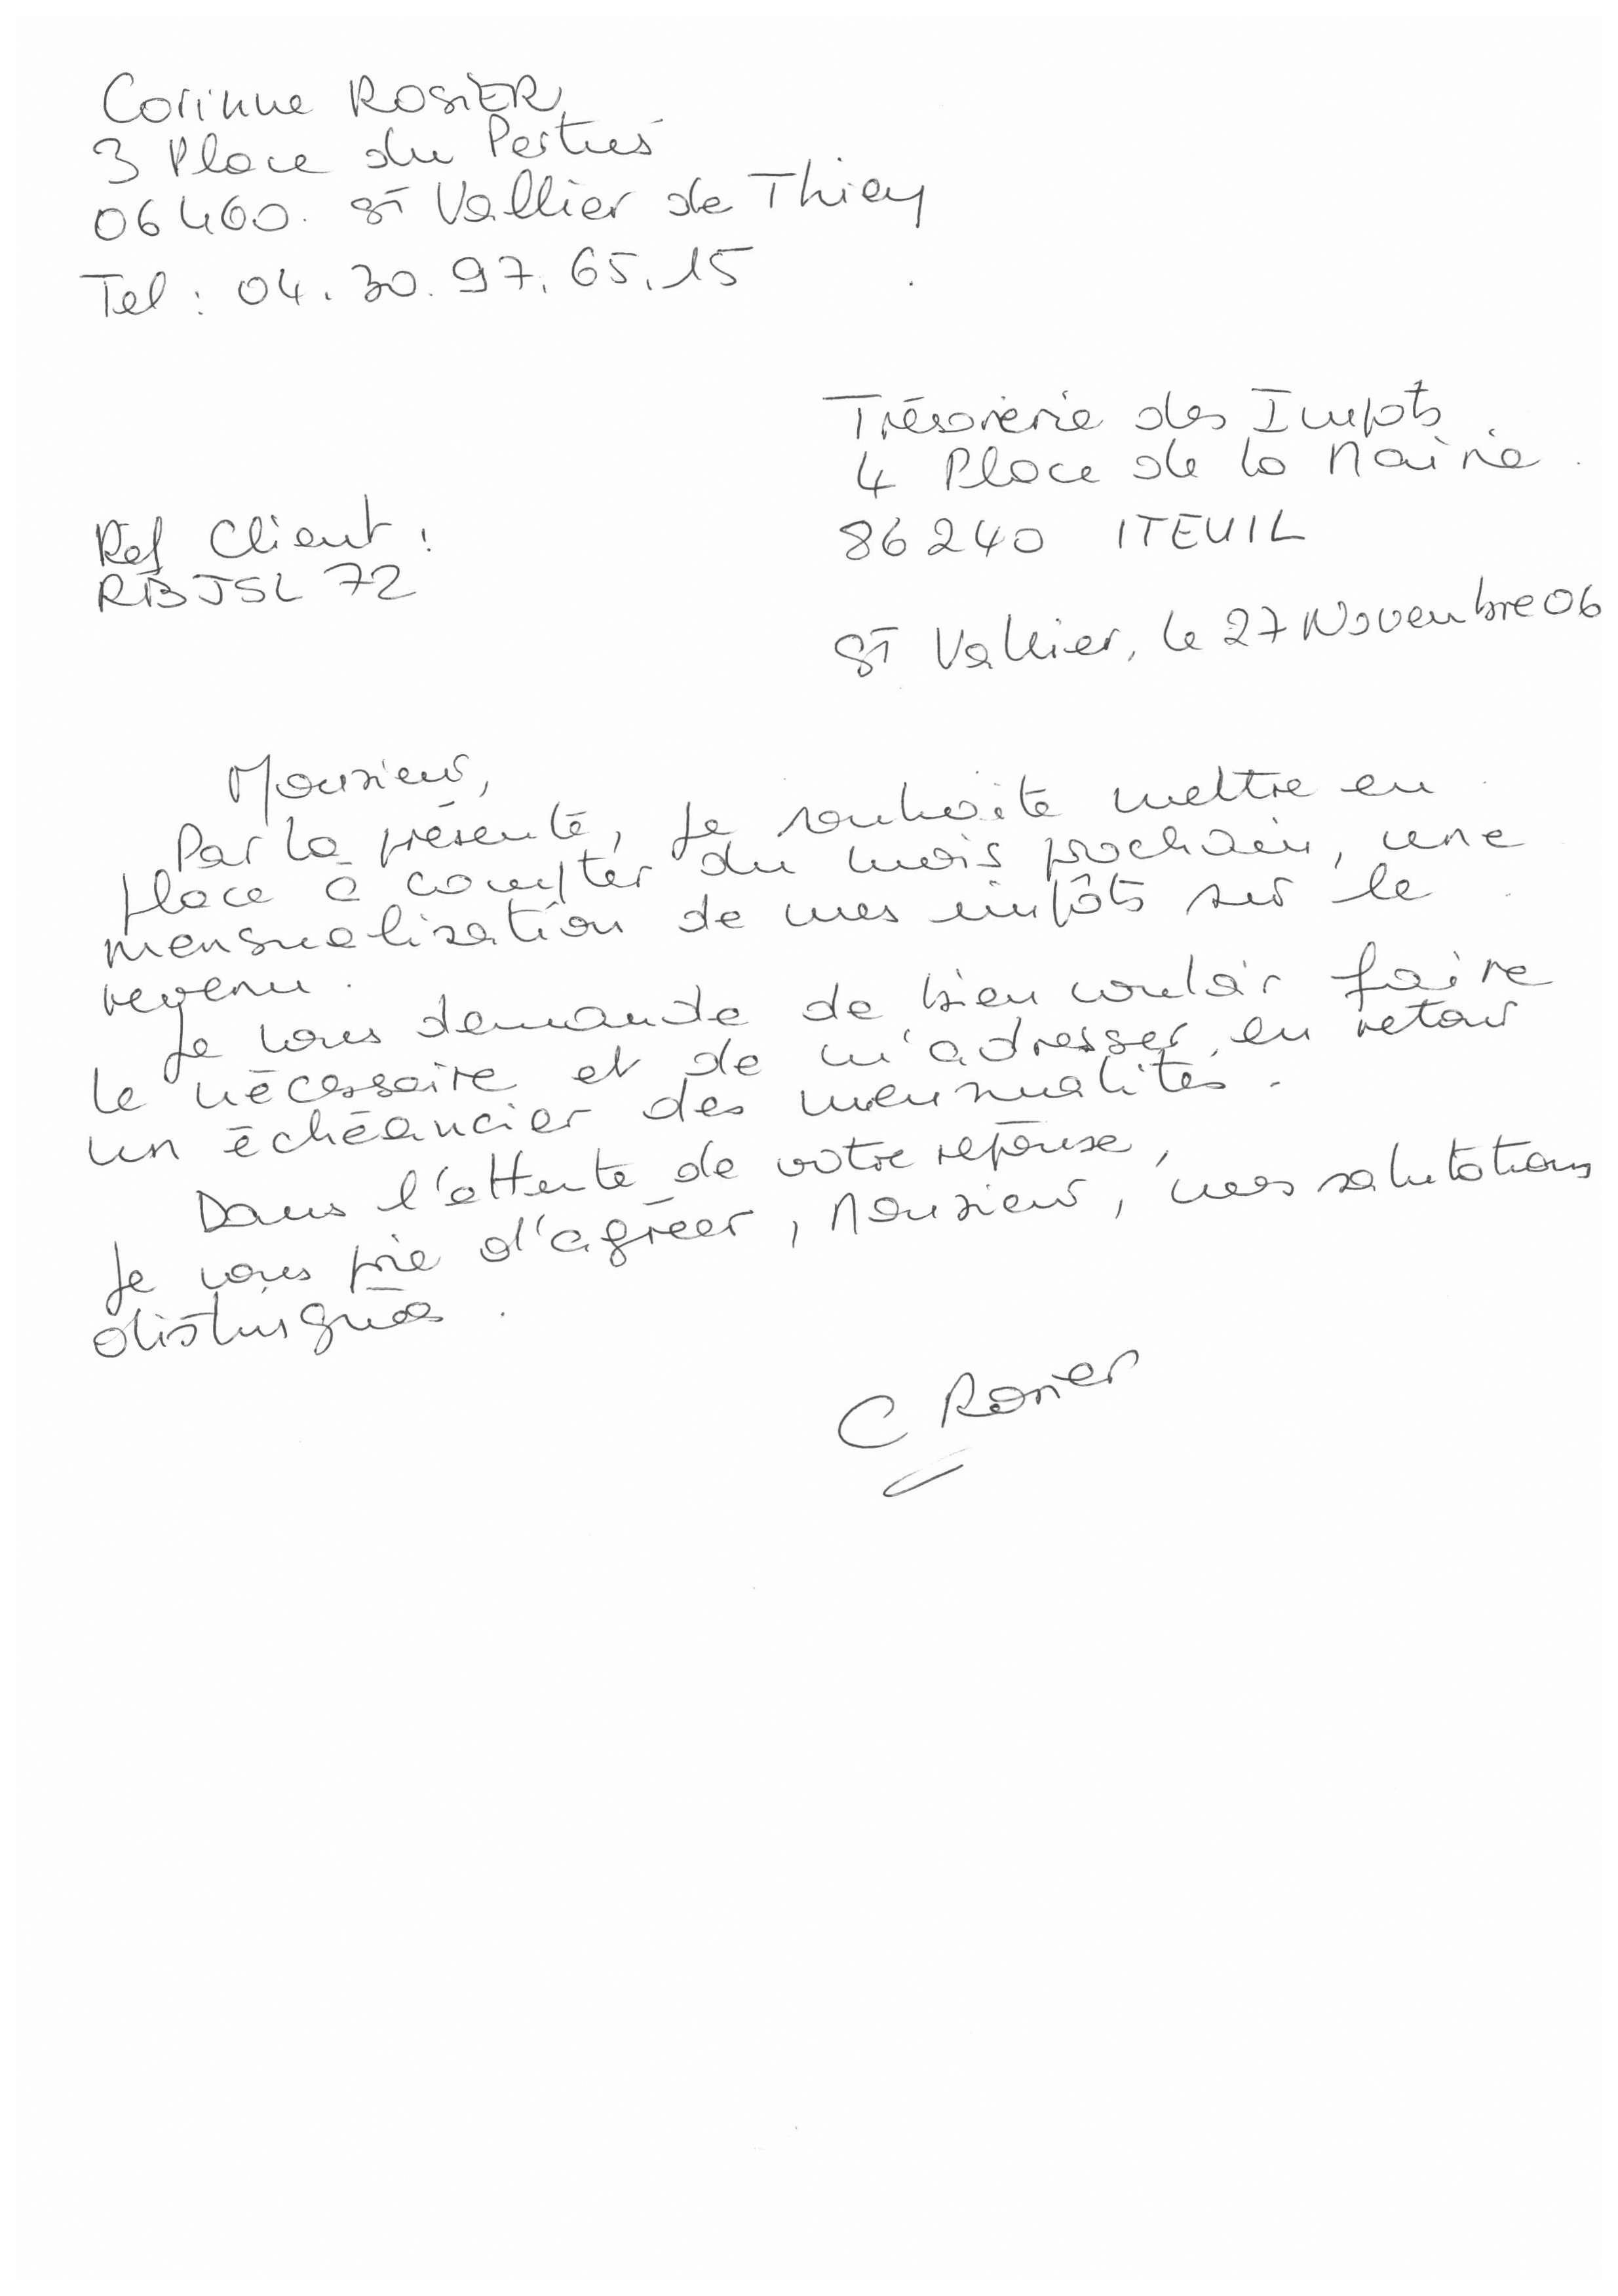 Corinne ROSIER
3 Place du Pertus
06460. St Vallier de Thiey
Tel : 04.30.97.65.15
Trésorerie des Impots
4 Place de la Mairie.
86240 ITEUIL
Ref Client :
RBJSL 72
St Vallier, le 27 Novembre 06
Monsieur,
Par la présente, je souhaite mettre en
place à compter du mois prochain, une
mensualisation de mes impôts sur le
revenu.
Je vous demande de bien vouloir faire
le nécessaire et de m'adresser en retour
un échéancier des mensualités.
Dans l'attente de votre réponse,
je vous prie d'agréer, Monsieur, mes salutations
distinguées.
C Rosier